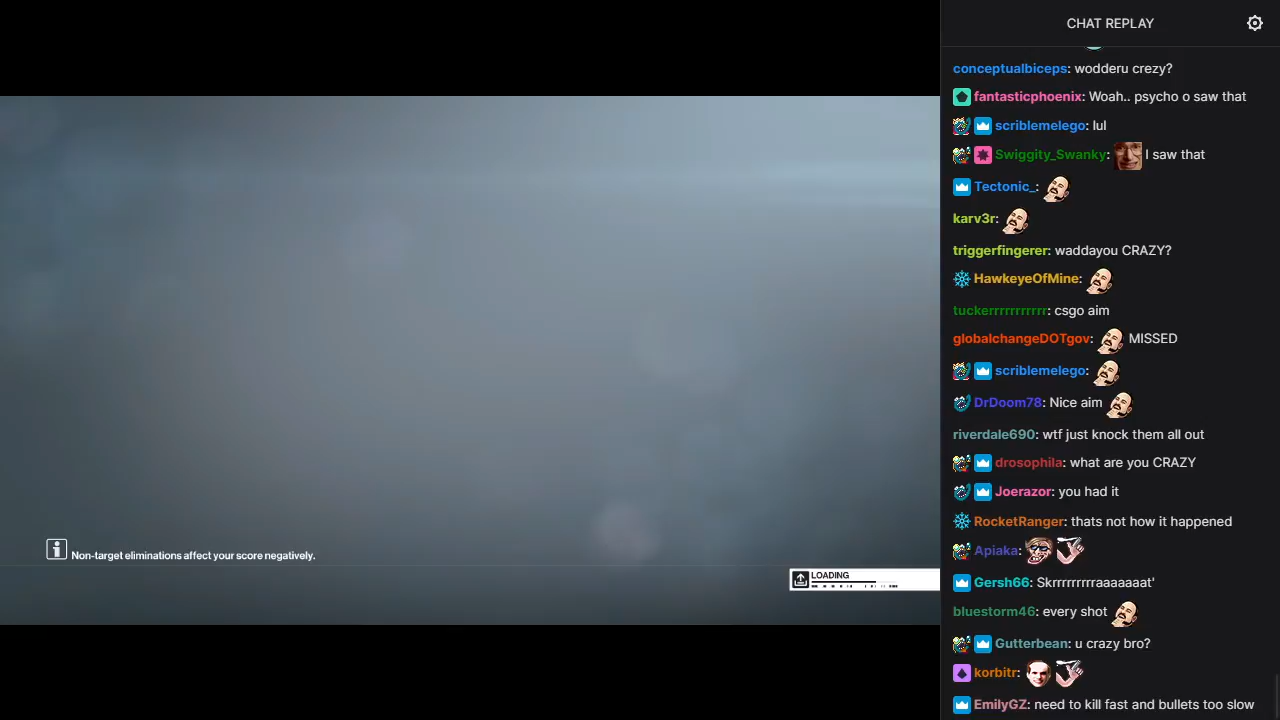 CHAT REPLAY
conceptualbiceps: wodderu crezy?
fantasticphoenix: Woah.. psycho o saw that
scriblemelego: lul
Swiggity_Swanky: I saw that
Tectonic_:
karv3r:
triggerfingerer: waddayou CRAZY?
HawkeyeOfMine:
tuckerrrrrrrrrrr: csgo aim
globalchangeDOTgov: MISSED
scriblemelego:
DrDoom78: Nice aim
riverdale690: wtf just knock them all out
drosophila: what are you CRAZY
Joerazor: you had it
RocketRanger: thats not how it happened
Apiaka:
Gersh66: Skrrrrrrrrraaaaaaat'
bluestorm46: every shot
Gutterbean: u crazy bro?
korbitr:
EmilyGZ: need to kill fast and bullets too slow
Non-target eliminations affect your score negatively.
LOADING